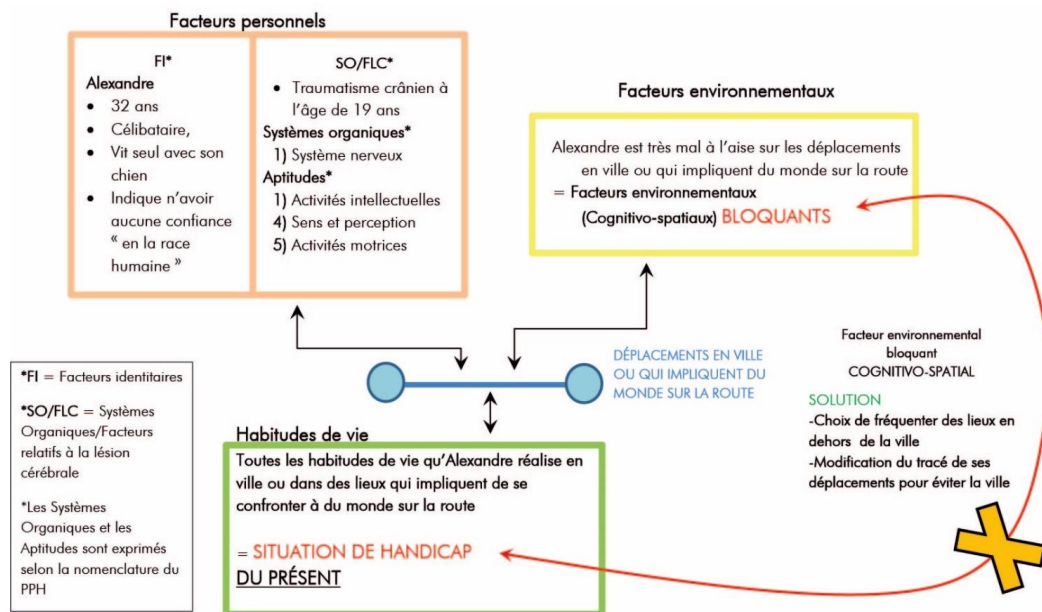 Facteurs personnels
FI*
Alexandre
• 32 ans
• Célibataire,
• Vit seul avec son
chien
• Indique n’avoir
aucune confiance
« en la race
humaine »
SO/FLC*
• Traumatisme crânien à
l’âge de 19 ans
Systèmes organiques*
1) Système nerveux
Aptitudes*
1) Activités intellectuelles
4) Sens et perception
5) Activités motrices
Facteurs environnementaux
Alexandre est très mal à l’aise sur les déplacements
en ville ou qui impliquent du monde sur la route
= Facteurs environnementaux
(Cognitivo-spatiaux) BLOQUANTS
DÉPLACEMENTS EN VILLE
OU QUI IMPLIQUENT DU
MONDE SUR LA ROUTE
Facteur environnemental
bloquant
COGNITIVO-SPATIAL
SOLUTION
-Choix de fréquenter des lieux en
dehors de la ville
-Modification du tracé de ses
déplacements pour éviter la ville
*FI = Facteurs identitaires
*SO/FLC = Systèmes
Organiques/Facteurs
relatifs à la lésion
cérébrale
*Les Systèmes
Organiques et les
Aptitudes sont exprimés
selon la nomenclature du
PPH
Habitudes de vie
Toutes les habitudes de vie qu’Alexandre réalise en
ville ou dans des lieux qui impliquent de se
confronter à du monde sur la route
= SITUATION DE HANDICAP
DU PRÉSENT